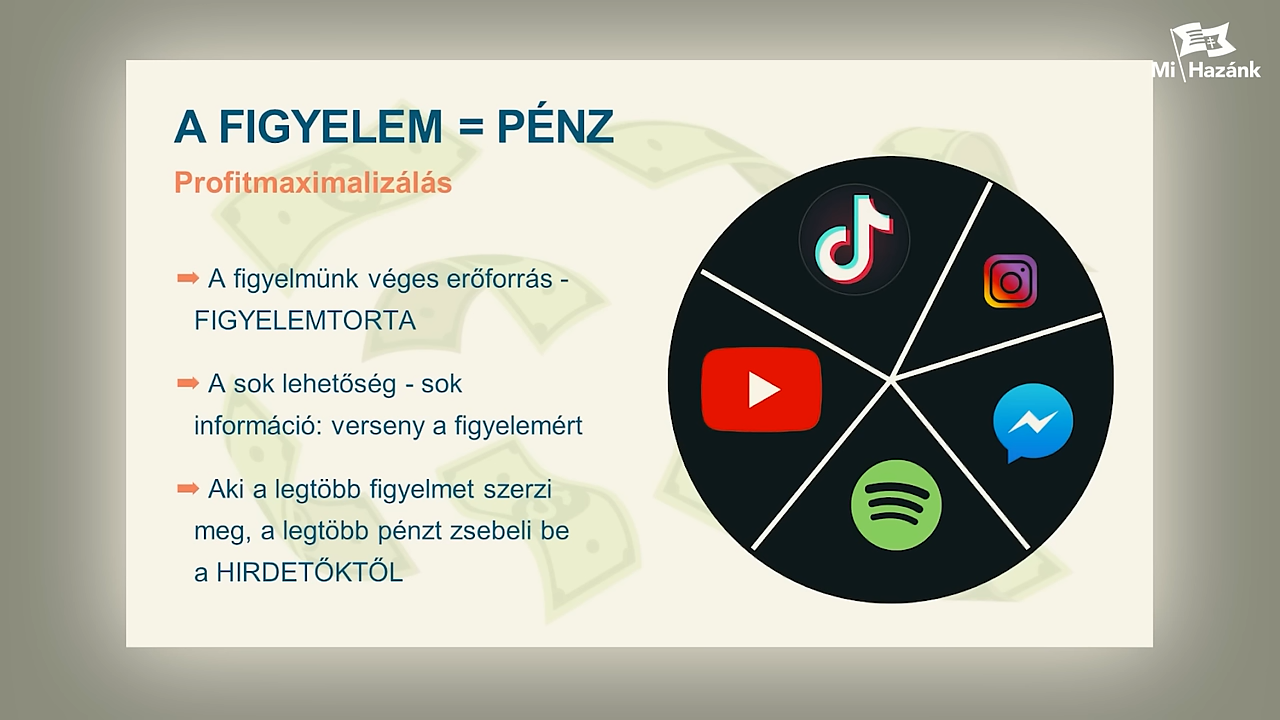 Mi Hazánk
A FIGYELEM = PÉNZ
Profitmaximalizálás
➡ A figyelmünk véges erőforrás -
FIGYELEMTORTA
➡ A sok lehetőség - sok
információ: verseny a figyelemért
➡ Aki a legtöbb figyelmet szerzi
meg, a legtöbb pénzt zsebeli be
a HIRDETŐKTŐL